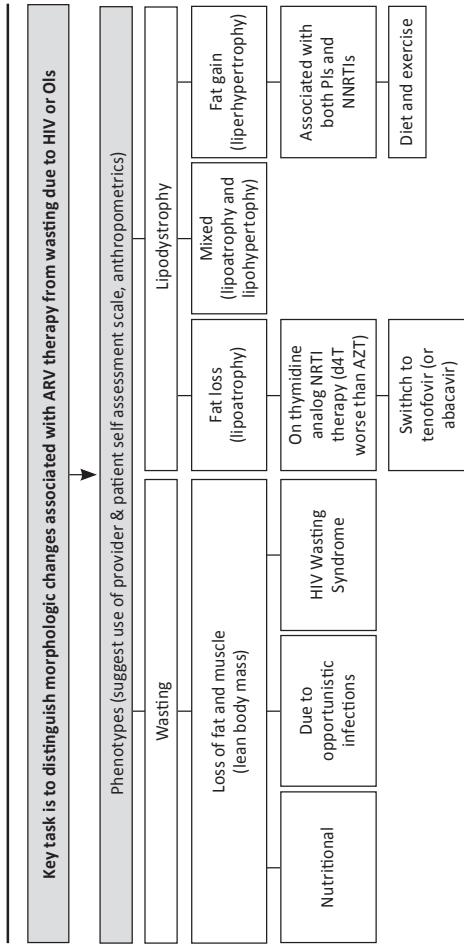 Key task is to distinguish morphologic changes associated with ARV therapy from wasting due to HIV or OIs
Phenotypes (suggest use of provider & patient self assessment scale, anthropometrics)
Wasting
Lipodystrophy
Loss of fat and muscle
(lean body mass)
Fat loss
(lipoatrophy)
Mixed
(lipoatrophy and
lipohypertophy)
Fat gain
(liperhypertrophy)
Nutritional
Due to
opportunistic
infections
HIV Wasting
Syndrome
On thymidine
analog NRTI
therapy (d4T
worse than AZT)
Associated with
both PIs and
NNRTIs
Swithch to
tenofovir (or
abacavir)
Diet and exercise